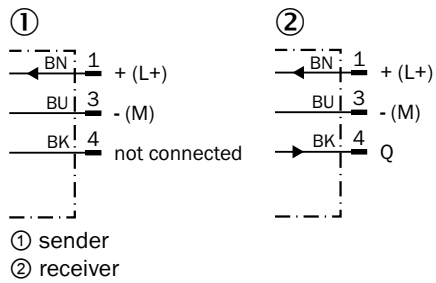 ① ②
BN 1 + (L+) BN 1 + (L+)
BU 3 - (M) BU 3 - (M)
BK 4 not connected BK 4 Q
① sender
② receiver